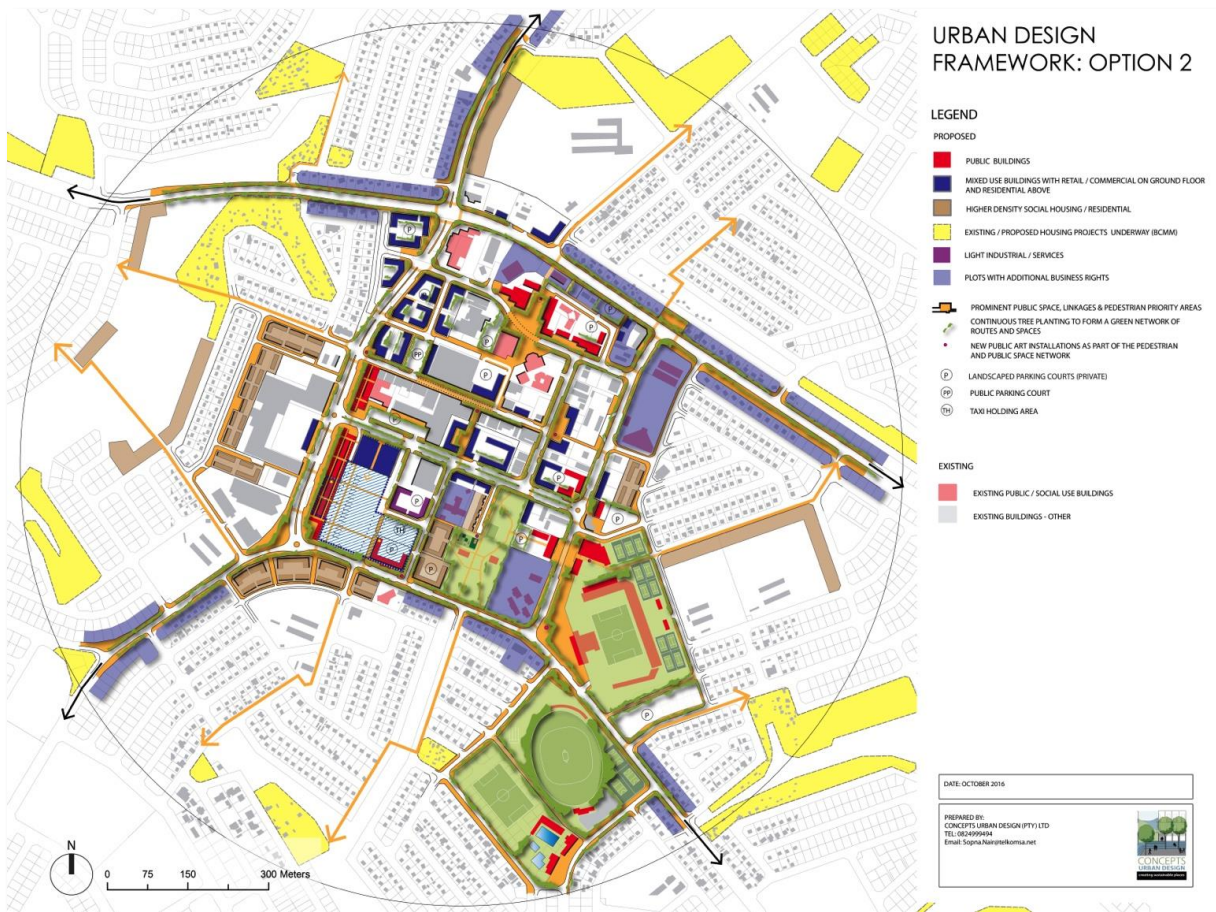 URBAN DESIGN
FRAMEWORK: OPTION 2
LEGEND
PROPOSED
PUBLIC BUILDINGS
MIXED USE BUILDINGS WITH RETAIL / COMMERCIAL ON GROUND FLOOR
AND RESIDENTIAL ABOVE
HIGHER DENSITY SOCIAL HOUSING / RESIDENTIAL
EXISTING / PROPOSED HOUSING PROJECTS UNDERWAY (BCMM)
LIGHT INDUSTRIAL / SERVICES
PLOTS WITH ADDITIONAL BUSINESS RIGHTS
PROMINENT PUBLIC SPACE, LINKAGES & PEDESTRIAN PRIORITY AREAS
CONTINUOUS TREE PLANTING TO FORM A GREEN NETWORK OF
ROUTES AND SPACES
NEW PUBLIC ART INSTALLATIONS AS PART OF THE PEDESTRIAN
AND PUBLIC SPACE NETWORK
P LANDSCAPED PARKING COURTS (PRIVATE)
PP PUBLIC PARKING COURT
TH TAXI HOLDING AREA
EXISTING
EXISTING PUBLIC / SOCIAL USE BUILDINGS
EXISTING BUILDINGS - OTHER
DATE: OCTOBER 2016
PREPARED BY:
CONCEPTS URBAN DESIGN (PTY) LTD
TEL: 0824999494
Email: Sopna.Nair@telkomsa.net
CONCEPTS
URBAN DESIGN
creating sustainable places
P
P
P
P
PP
P
P
P
P
P
TH
P
P
P
P
P
N
0 75 150 300 Meters